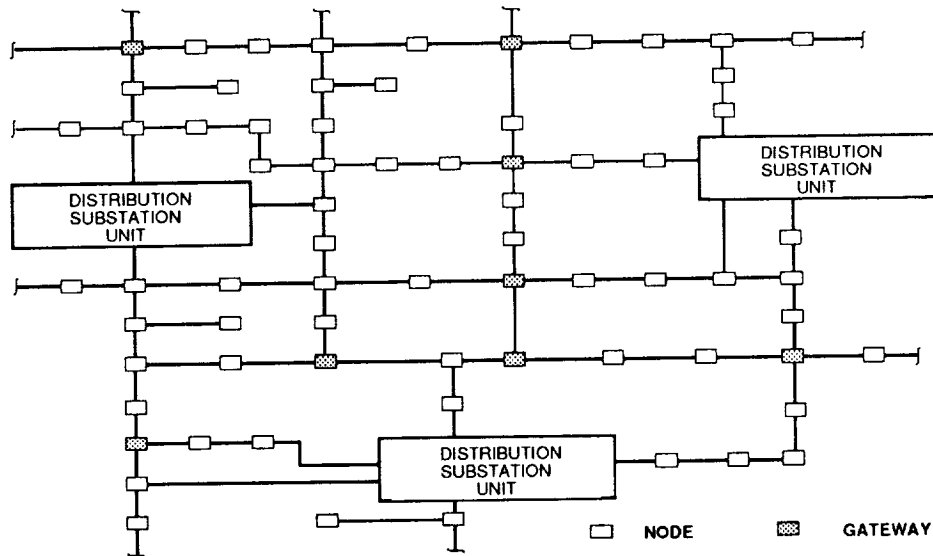 DISTRIBUTION
SUBSTATION
UNIT
DISTRIBUTION
SUBSTATION
UNIT
DISTRIBUTION
SUBSTATION
UNIT
NODE
GATEWAY